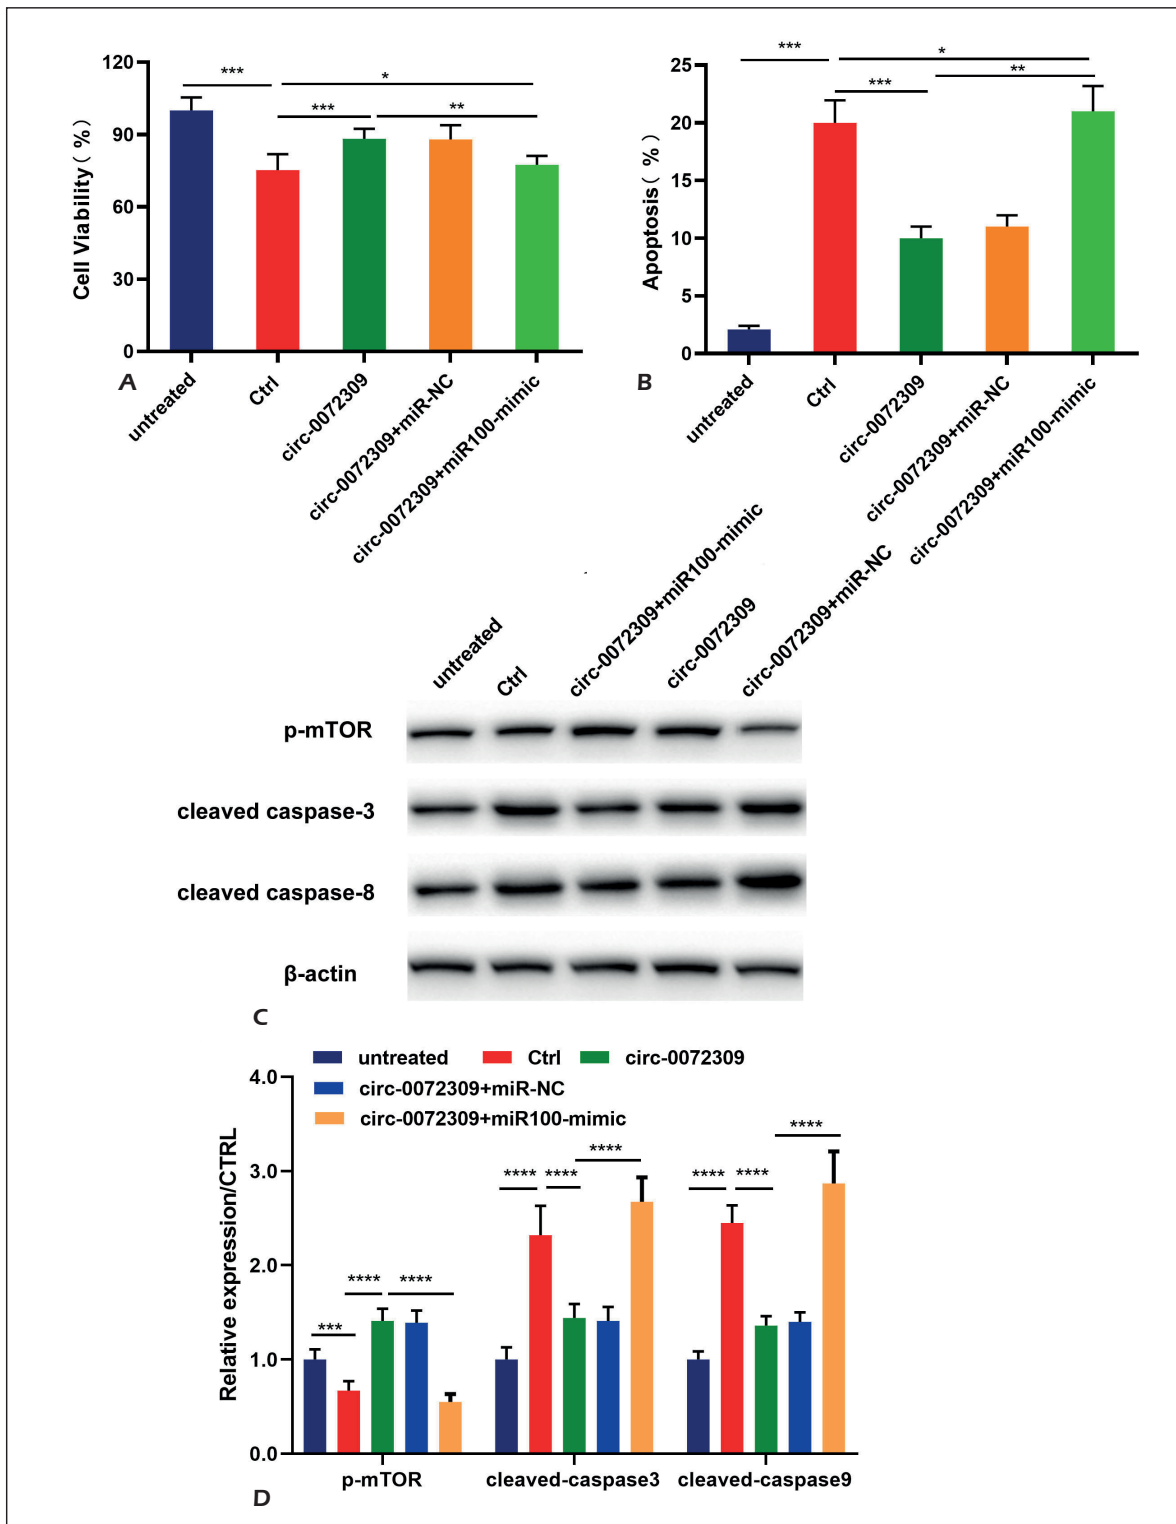 120
90
60
30
0
Cell Viability ( %)
***
*
***
**
A
untreated
Ctrl
circ-0072309
circ-0072309+miR-NC
circ-0072309+miR100-mimic
25
20
15
10
5
0
Apoptosis ( %)
***
*
***
**
B
untreated
Ctrl
circ-0072309
circ-0072309+miR-NC
circ-0072309+miR100-mimic
untreated
Ctrl
circ-0072309+miR100-mimic
circ-0072309
circ-0072309+miR-NC
p-mTOR
cleaved caspase-3
cleaved caspase-8
β-actin
C
untreated Ctrl circ-0072309
circ-0072309+miR-NC
circ-0072309+miR100-mimic
4.0
3.0
2.0
1.0
0.0
Relative expression/CTRL
***
****
****
****
****
****
****
****
****
p-mTOR cleaved-caspase3 cleaved-caspase9
D